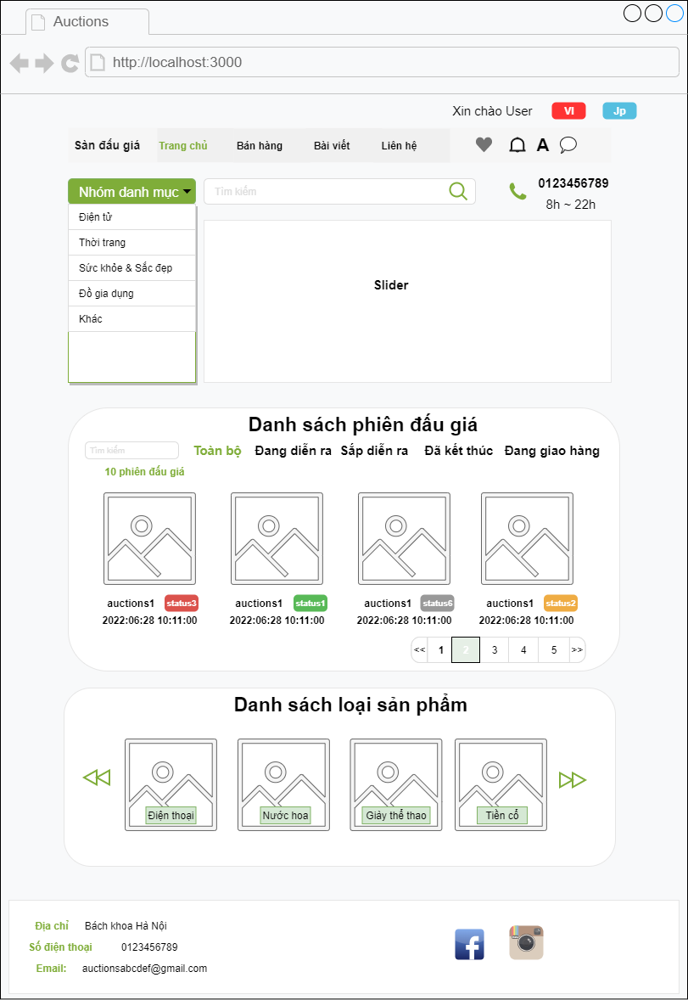 Auctions
http://localhost:3000
Xin chào User VI Jp
Sàn đấu giá Trang chủ Bán hàng Bài viết Liên hệ A
Nhóm danh mục Tìm kiếm 0123456789
8h ~ 22h
Điện tử
Thời trang
Sức khỏe & Sắc đẹp
Đồ gia dụng
Khác
Slider
Danh sách phiên đấu giá
Tìm kiếm Toàn bộ Đang diễn ra Sắp diễn ra Đã kết thúc Đang giao hàng
10 phiên đấu giá
auctions1 status3 auctions1 status1 auctions1 status6 auctions1 status2
2022:06:28 10:11:00 2022:06:28 10:11:00 2022:06:28 10:11:00 2022:06:28 10:11:00
<< 1 2 3 4 5 >>
Danh sách loại sản phẩm
Điện thoại Nước hoa Giày thể thao Tiền cổ
Địa chỉ Bách khoa Hà Nội
Số điện thoại 0123456789
Email: auctionsabcdef@gmail.com